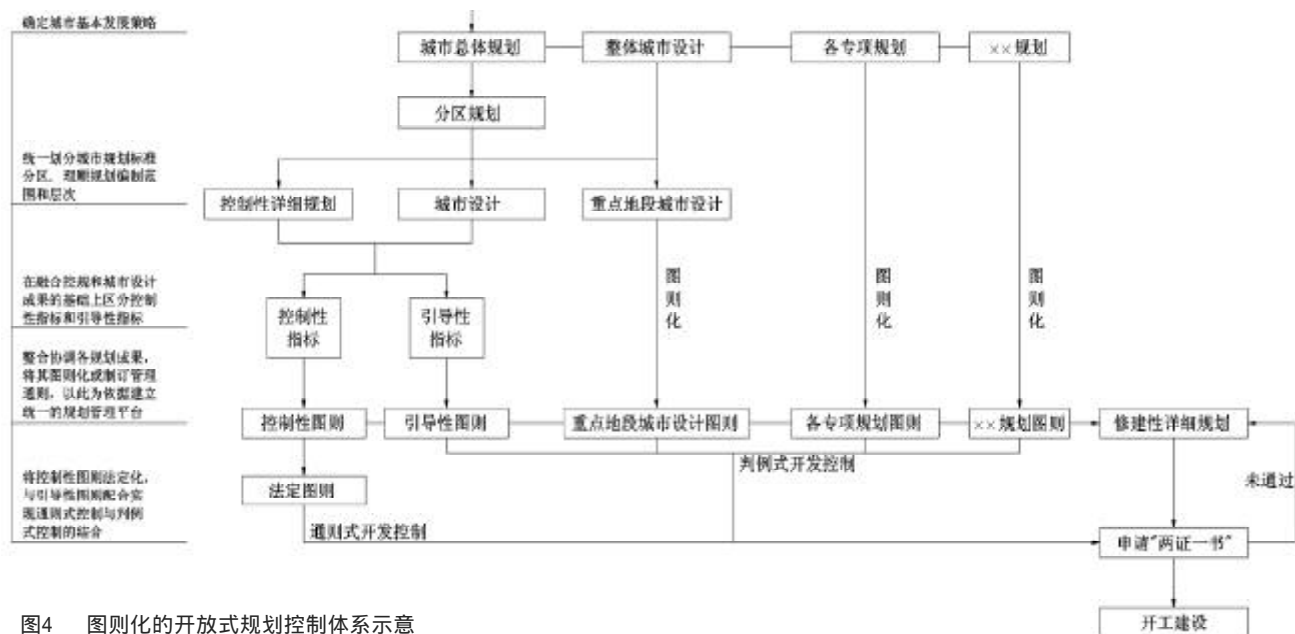 确定城市基本发展策略
城市总体规划
整体城市设计
各专项规划
××规划
分区规划
统一划分城市规划标准
分区，理顺规划编制范
围和层次
控制性详细规划
城市设计
重点地段城市设计
在融合控规和城市设计
成果的基础上区分控制
性指标和引导性指标
控制性
指标
引导性
指标
图
则
化
图
则
化
图
则
化
整合协调各规划成果，
将其图则化或制订管理
通则，以此为依据建立
统一的规划管理平台
控制性图则
引导性图则
重点地段城市设计图则
各专项规划图则
××规划图则
修建性详细规划
判例式开发控制
未通过
将控制性图则法定化，
与引导性图则配合实
现通则式控制与判例
式控制的结合
法定图则
通则式开发控制
申请"两证一书"
开工建设
图4 图则化的开放式规划控制体系示意